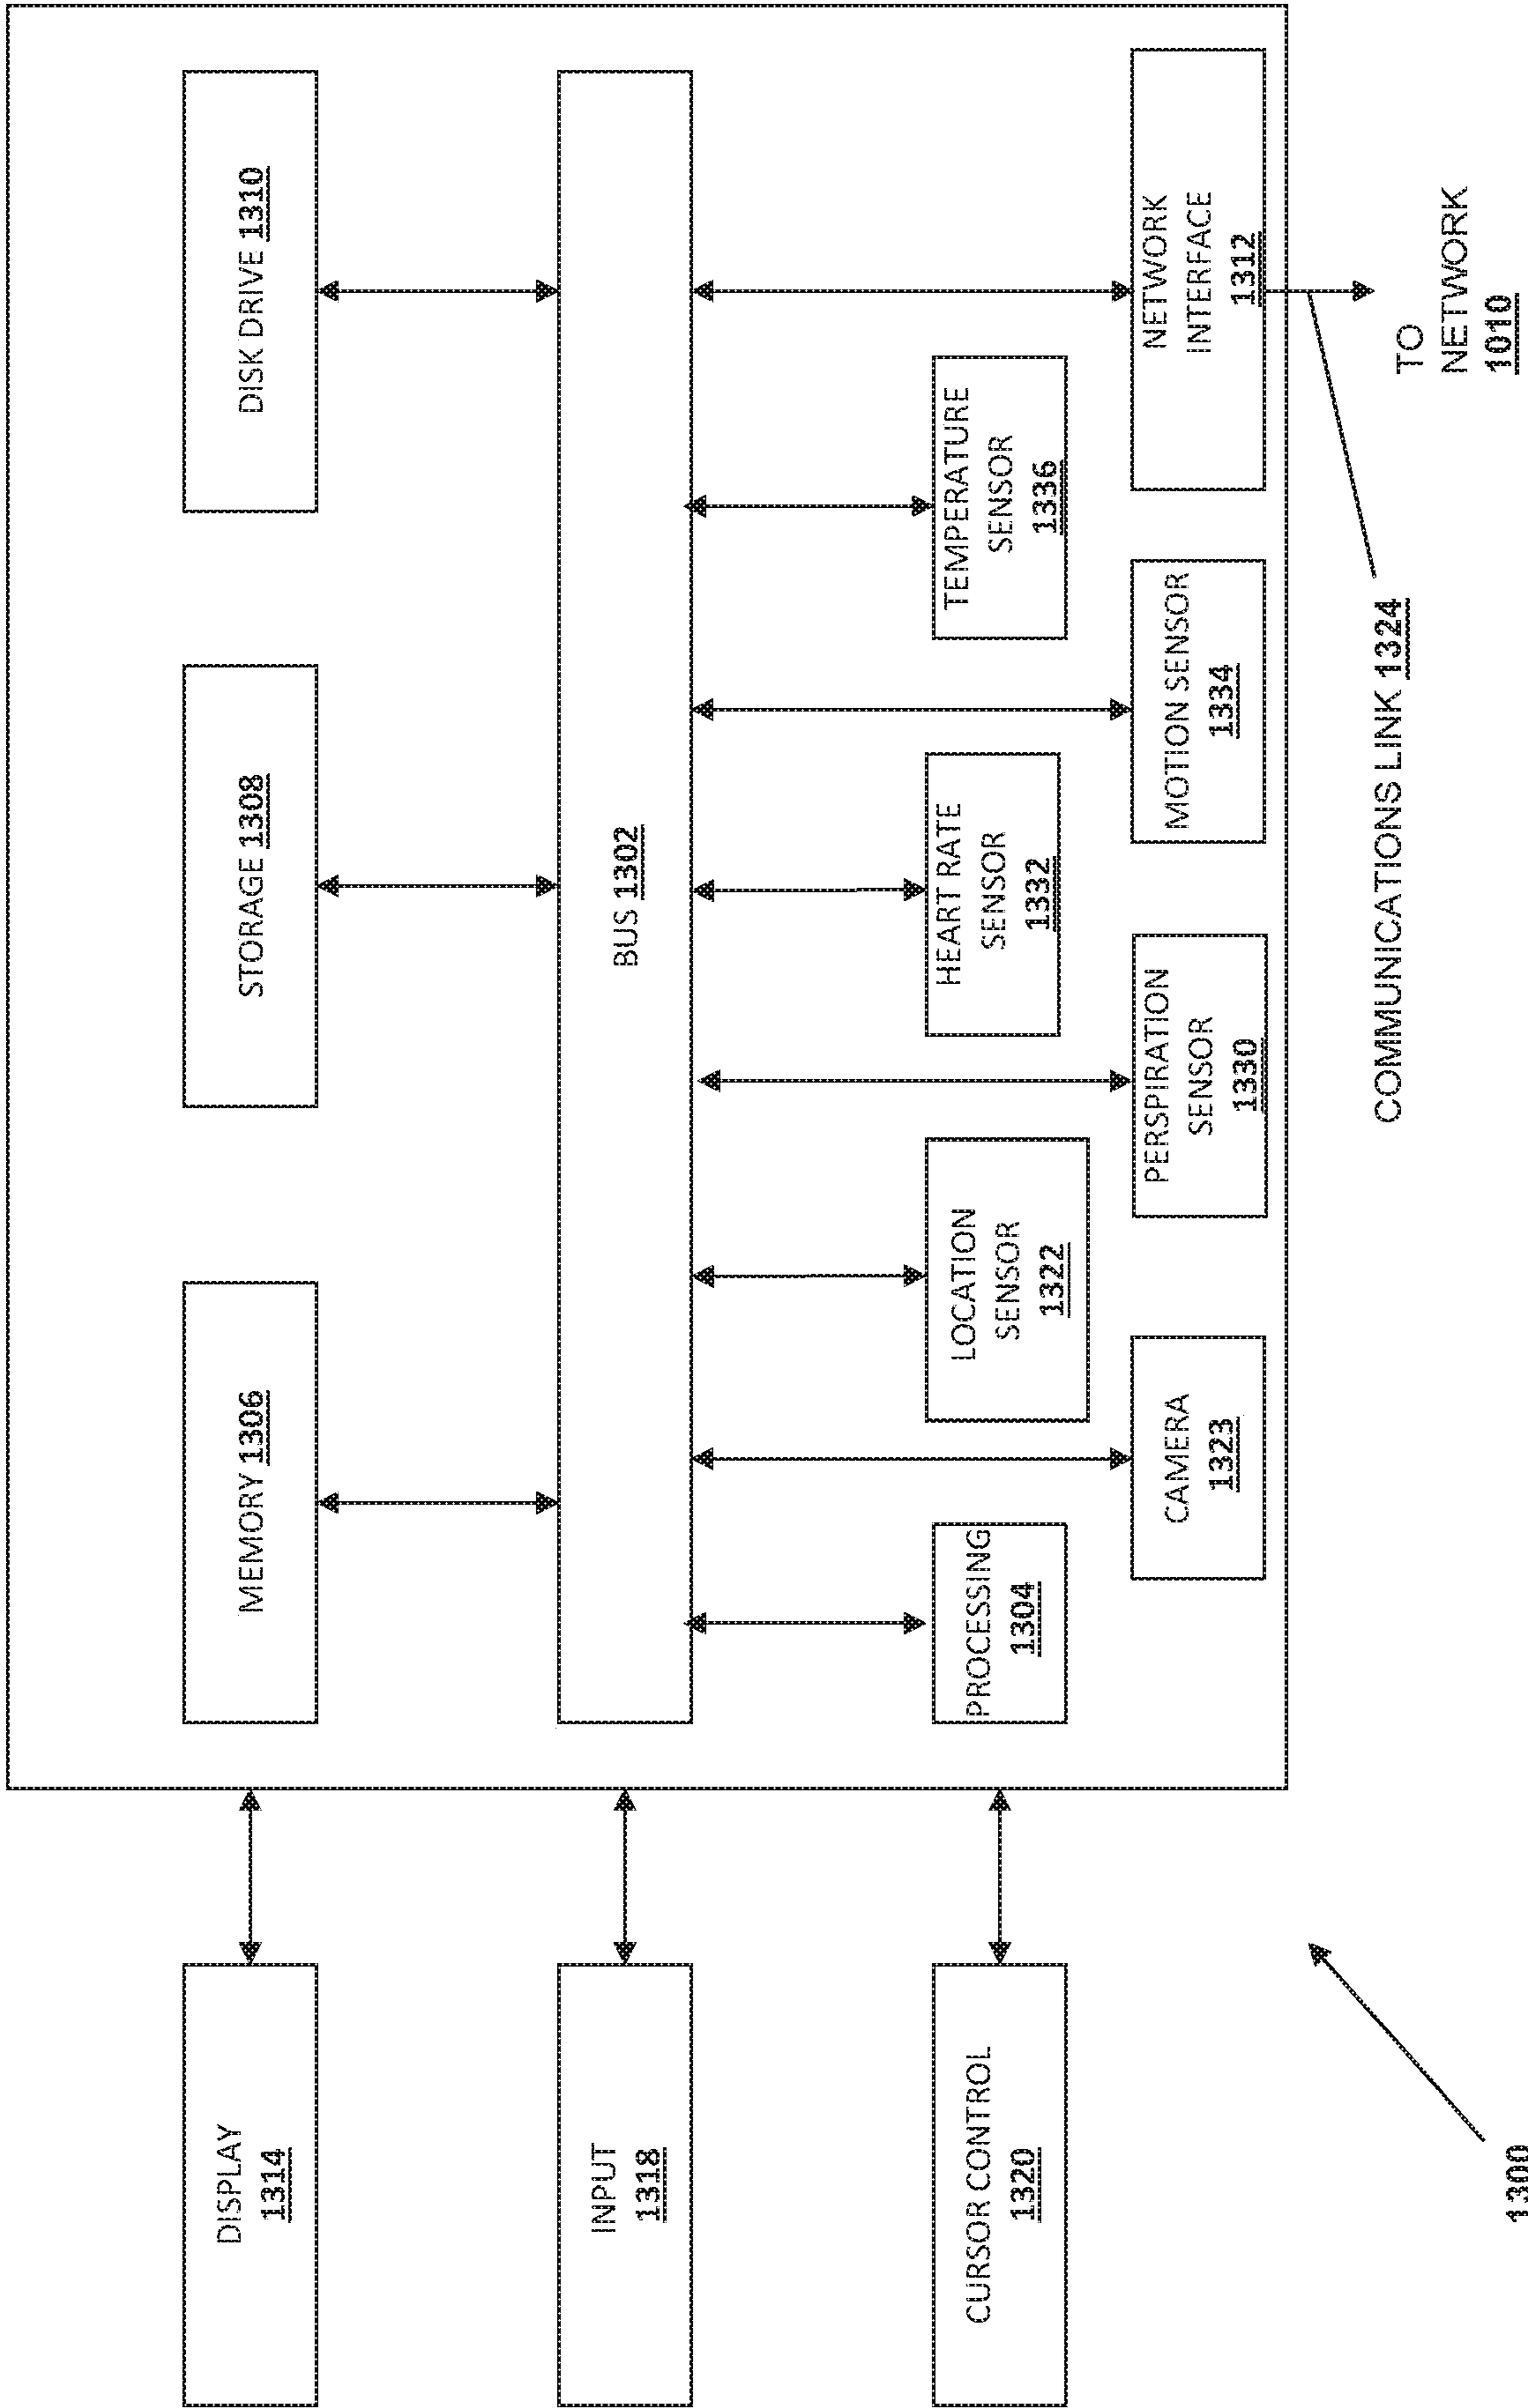 DISPLAY
1314
INPUT
1318
CURSOR CONTROL
1320
MEMORY 1306
STORAGE 1308
DISK DRIVE 1310
BUS 1302
PROCESSING
1304
LOCATION
SENSOR
1322
HEART RATE
SENSOR
1332
TEMPERATURE
SENSOR
1336
CAMERA
1323
PERSPIRATION
SENSOR
1330
MOTION SENSOR
1334
NETWORK
INTERFACE
1312
COMMUNICATIONS LINK 1324
TO
NETWORK
1010
1300